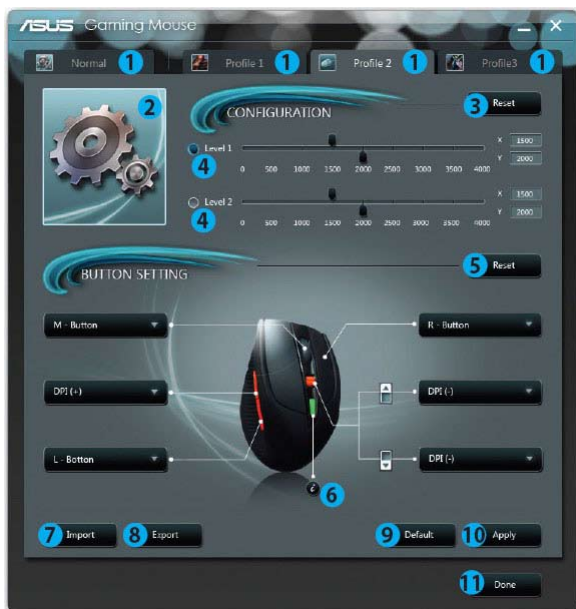 ASUS Gaming Mouse
Normal 1 Profile 1 1 Profile 2 1 Profile3 1
2
CONFIGURATION
3 Reset
Level 1
4
X 1500
Y 2000
0 500 1000 1500 2000 2500 3000 3500 4000
Level 2
4
X 1500
Y 2000
0 500 1000 1500 2000 2500 3000 3500 4000
BUTTON SETTING
5 Reset
M - Button
R - Button
DPI (+)
DPI (-)
L - Botton
DPI (-)
i 6
7 Import 8 Export 9 Default 10 Apply
11 Done